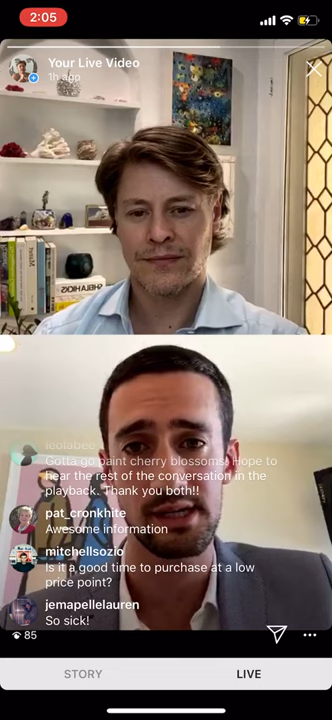 2:05
Your Live Video
1h ago
SHEILA HICKS
leolabee
Gotta go paint cherry blossoms! Hope to
hear the rest of the conversation in the
playback. Thank you both!!
pat_cronkhite
Awesome information
mitchellsozio
Is it a good time to purchase at a low
price point?
jemapellelauren
So sick!
85
STORY
LIVE